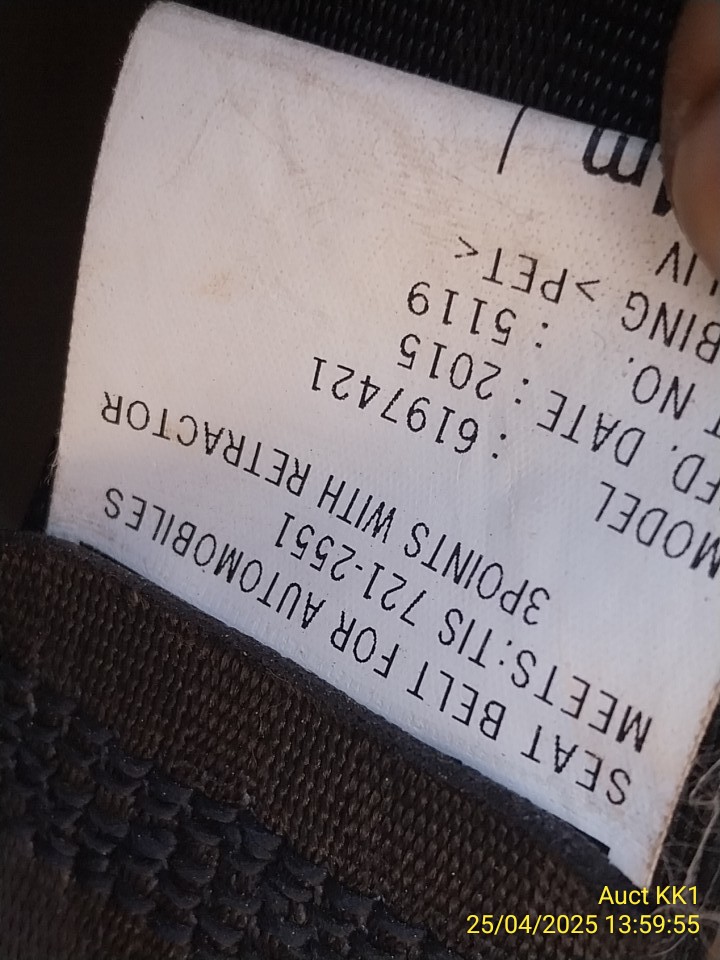 SEAT BELT FOR AUTOMOBILES
MEETS:TIS 721-2551
3POINTS WITH RETRACTOR
MODEL : 6197421
FD. DATE : 2015
T NO. : 5119
BING >PET<
LIV
Auct KK1
25/04/2025 13:59:55